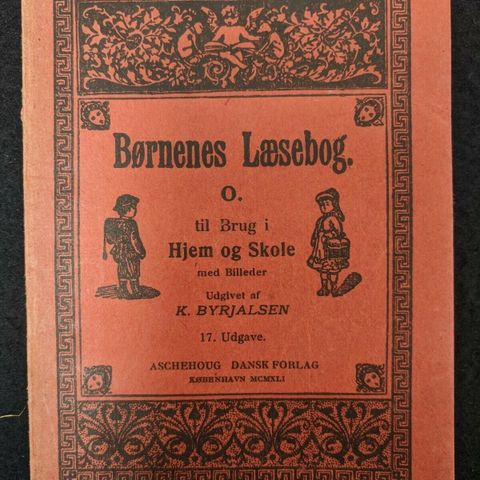 Børnenes Læsebog.
O.
til Brug i
Hjem og Skole
med Billeder
Udgivet af
K. BYRJALSEN
17. Udgave.
ASCHEHOUG DANSK FORLAG
KØBENHAVN MCMXLI